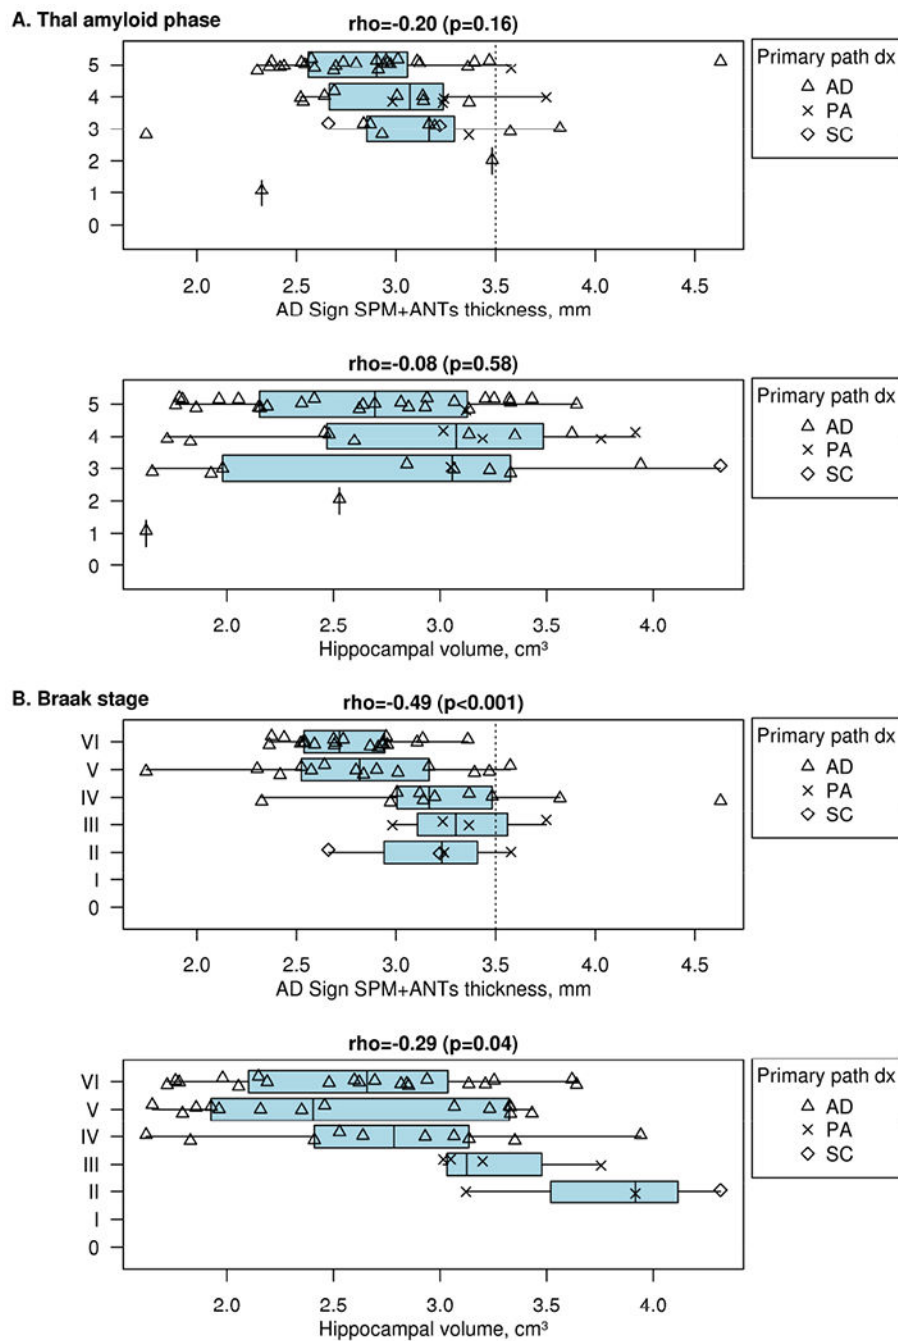 A. Thal amyloid phase
rho=-0.20 (p=0.16)
5
4
3
2
1
0
2.0 2.5 3.0 3.5 4.0 4.5
AD Sign SPM+ANTs thickness, mm
Primary path dx
AD
PA
SC
rho=-0.08 (p=0.58)
5
4
3
2
1
0
2.0 2.5 3.0 3.5 4.0
Hippocampal volume, cm³
Primary path dx
AD
PA
SC
B. Braak stage
rho=-0.49 (p<0.001)
VI
V
IV
III
II
I
0
2.0 2.5 3.0 3.5 4.0 4.5
AD Sign SPM+ANTs thickness, mm
Primary path dx
AD
PA
SC
rho=-0.29 (p=0.04)
VI
V
IV
III
II
I
0
2.0 2.5 3.0 3.5 4.0
Hippocampal volume, cm³
Primary path dx
AD
PA
SC